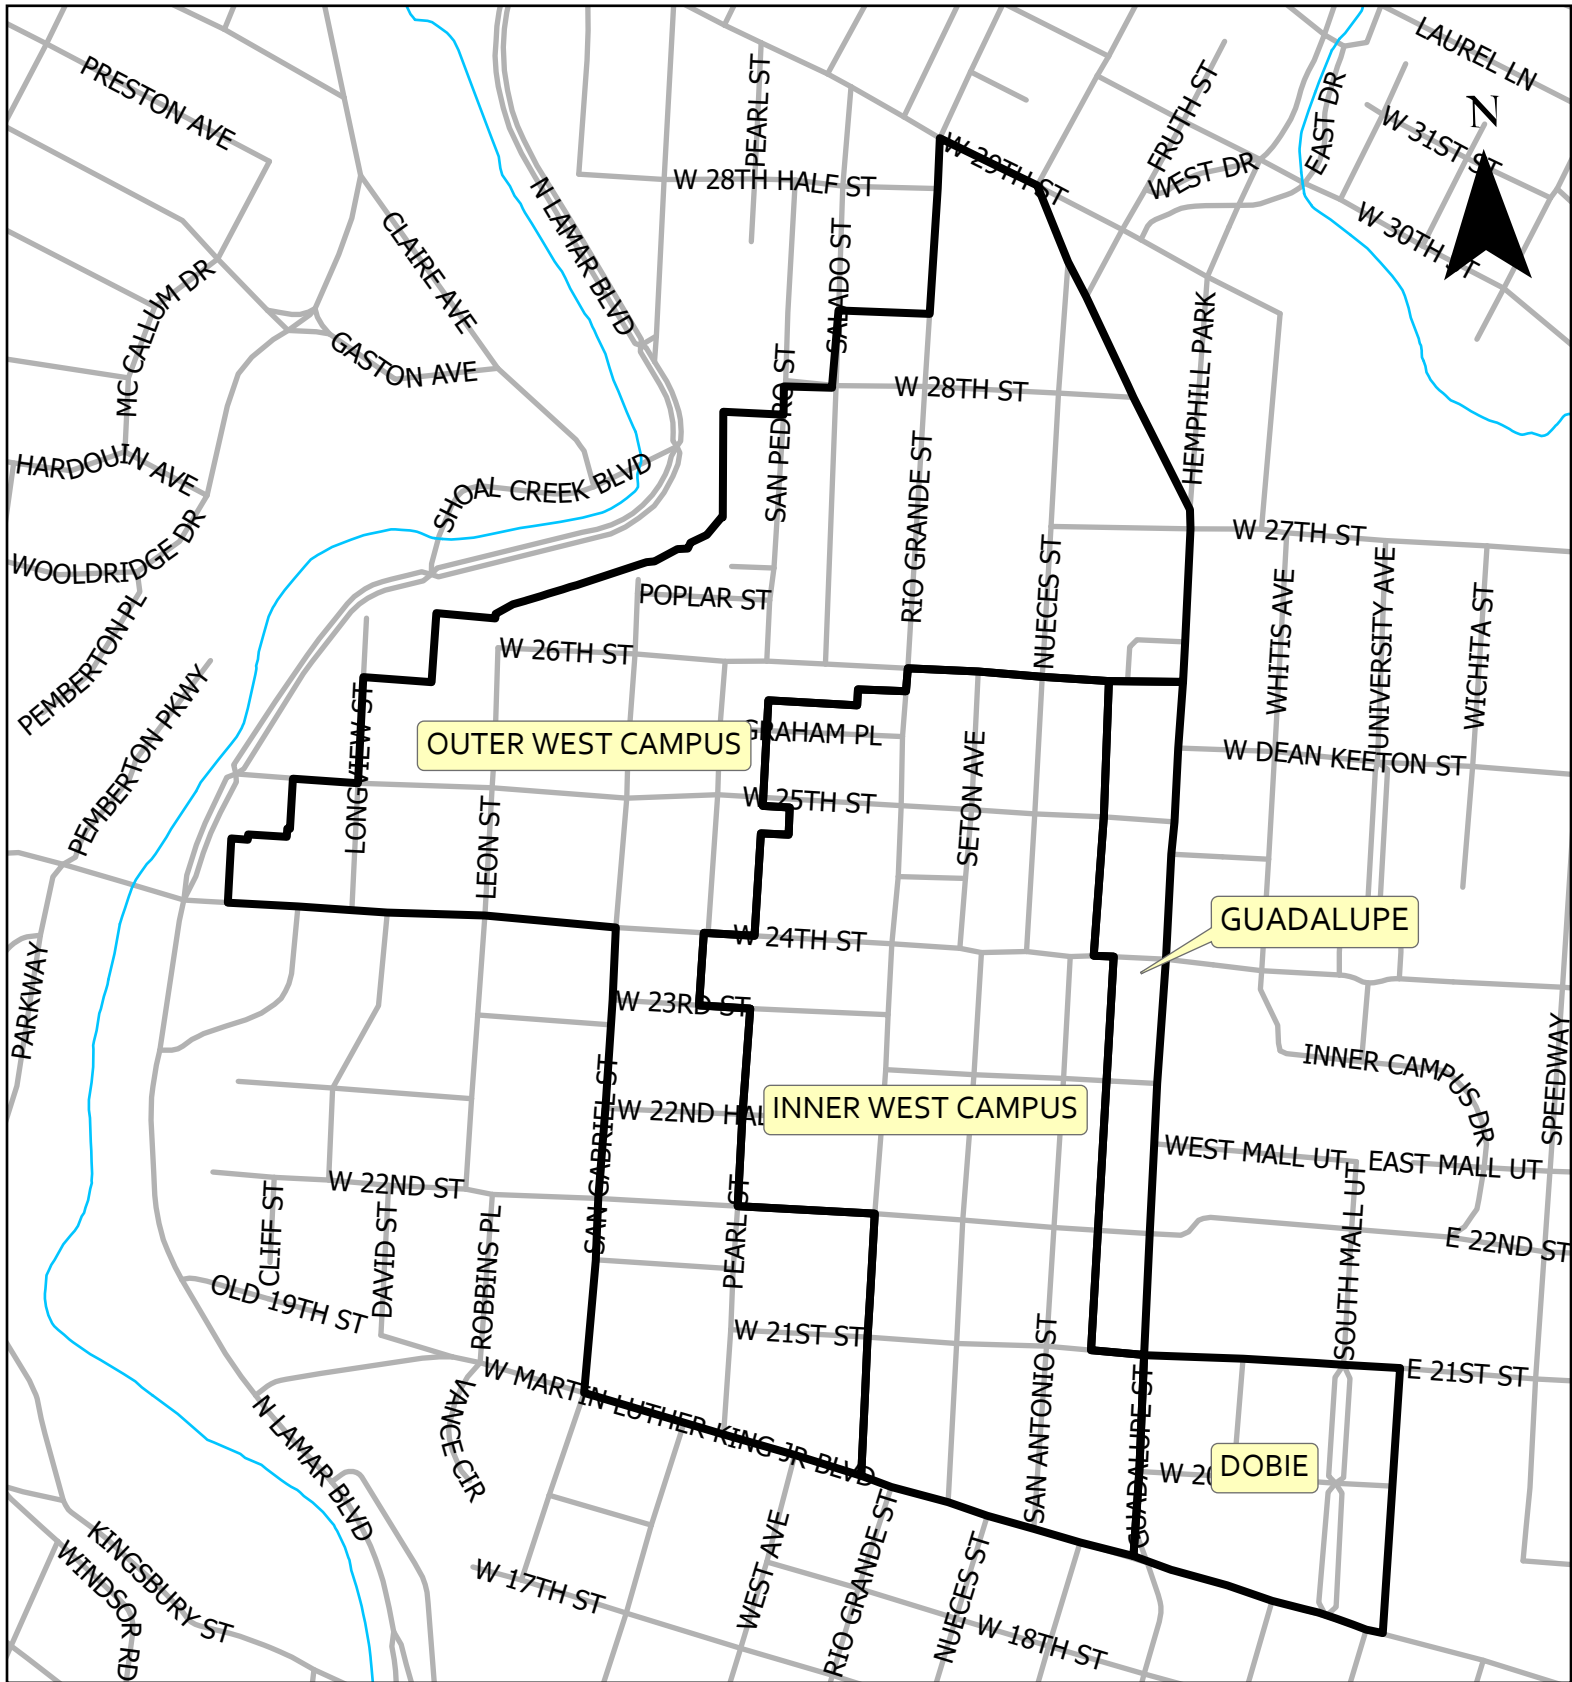 LAUREL LN
PRESTON AVE
PEARL ST
FRUTH ST
EAST DR
N
W 31ST ST
W 29TH ST
WEST DR
W 28TH HALF ST
N LAMAR BLVD
CLAIRE AVE
SALADO ST
W 30TH ST
MC CALLUM DR
GASTON AVE
HEMPHILL PARK
SAN PEDRO ST
W 28TH ST
RIO GRANDE ST
HARDOUIN AVE
SHOAL CREEK BLVD
WOOLDRIDGE DR
W 27TH ST
NUECES ST
POPLAR ST
WHITIS AVE
UNIVERSITY AVE
WICHITA ST
PEMBERTON PL
W 26TH ST
PEMBERTON PKWY
LONGVIEW ST
OUTER WEST CAMPUS
GRAHAM PL
SETON AVE
W DEAN KEETON ST
W 25TH ST
LEON ST
GUADALUPE
W 24TH ST
PARKWAY
W 23RD ST
SPEEDWAY
INNER CAMPUS DR
SAN GABRIEL ST
W 22ND HAL
INNER WEST CAMPUS
WEST MALL UT
EAST MALL UT
W 22ND ST
CLIFF ST
DAVID ST
ROBBINS PL
PEARL ST
SOUTH MALL UT
E 22ND ST
OLD 19TH ST
W 21ST ST
SAN ANTONIO ST
E 21ST ST
W MARTIN LUTHER KING JR BLVD
VANCE CIR
GUADALUPE ST
N LAMAR BLVD
W 20
DOBIE
KINGSBURY ST
WINDSOR RD
W 17TH ST
WEST AVE
RIO GRANDE ST
NUECES ST
W 18TH ST